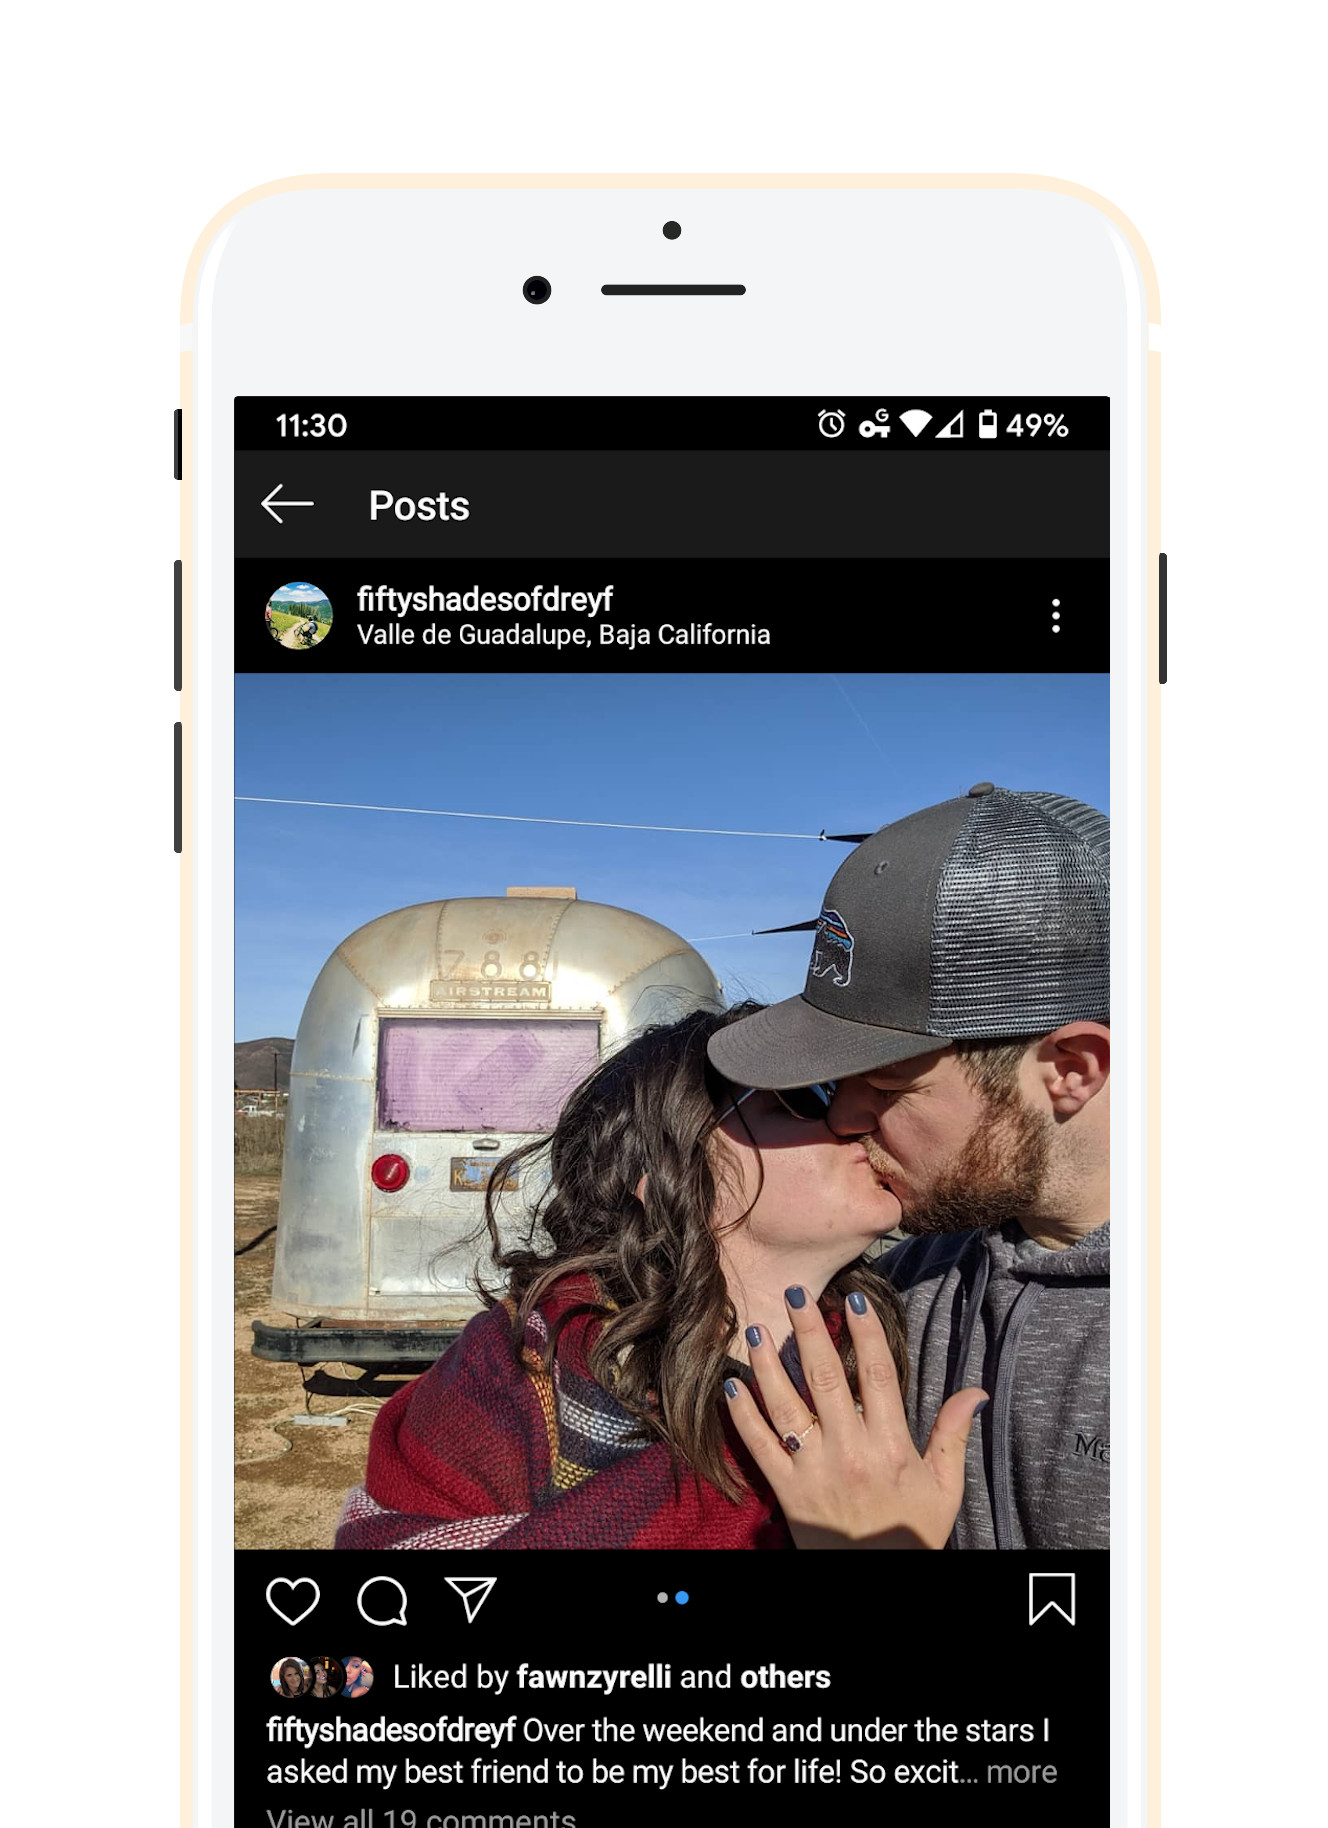 11:30
G
49%
Posts
fiftyshadesofdreyf
Valle de Guadalupe, Baja California
788
AIRSTREAM
Ma
Liked by fawnzyrelli and others
fiftyshadesofdreyf Over the weekend and under the stars I
asked my best friend to be my best for life! So excit... more
View all 19 comments